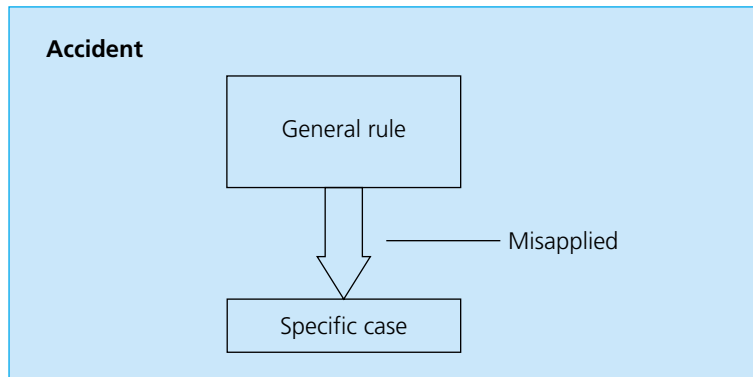 Accident
General rule
Misapplied
Specific case